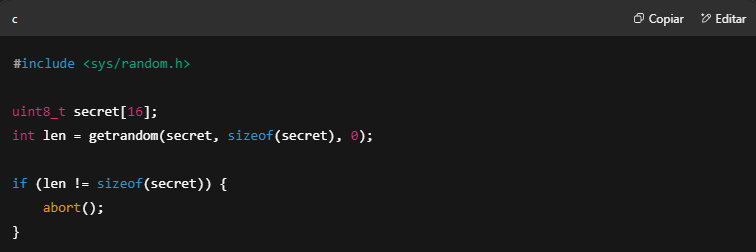 c
Copiar
Editar
#include <sys/random.h>
uint8_t secret[16];
int len = getrandom(secret, sizeof(secret), 0);
if (len != sizeof(secret)) {
abort();
}